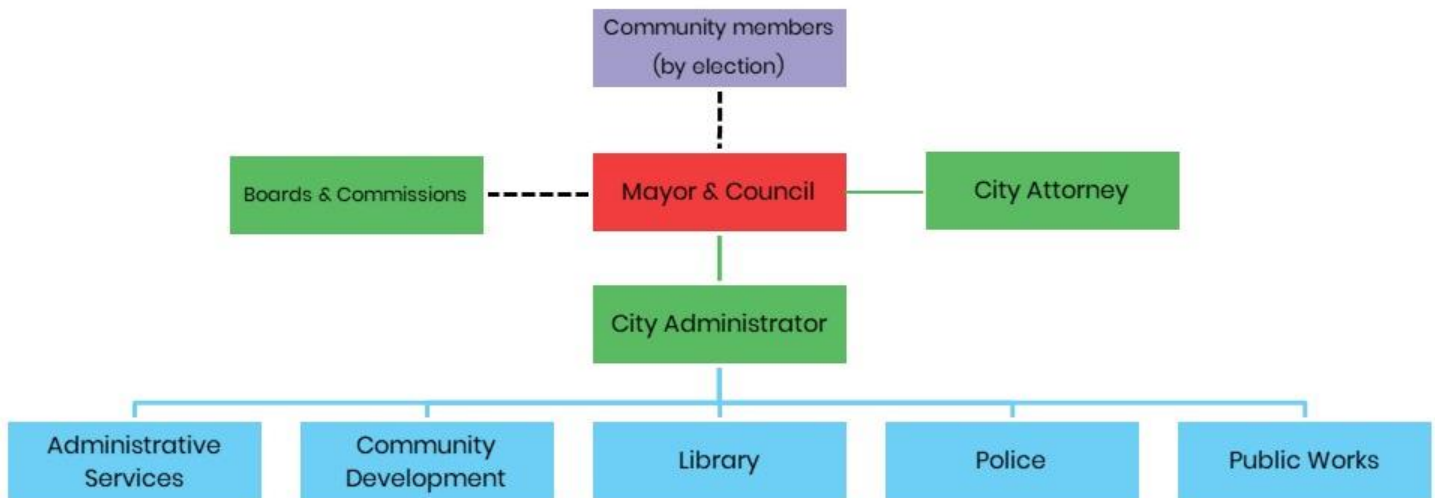 Community members
(by election)
Boards & Commissions
Mayor & Council
City Attorney
City Administrator
Administrative
Services
Community
Development
Library
Police
Public Works